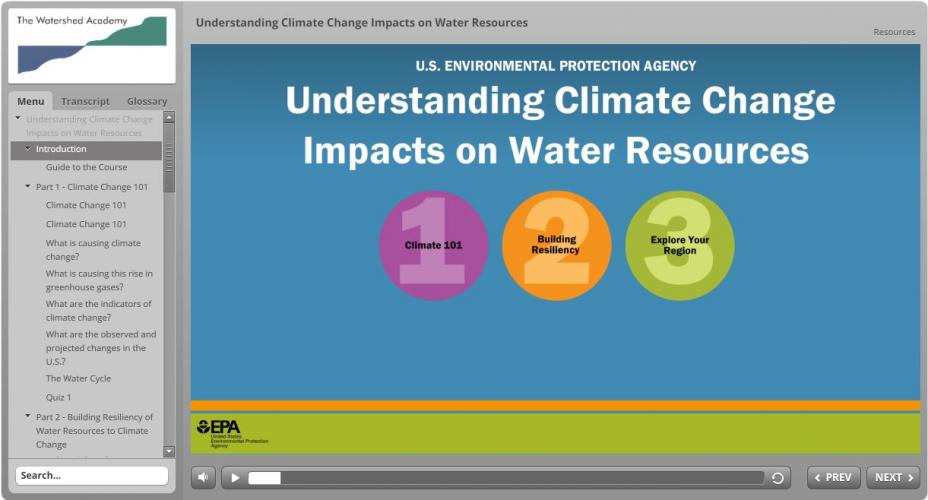 The Watershed Academy
Understanding Climate Change Impacts on Water Resources
Resources
Menu Transcript Glossary
Understanding Climate Change
Impacts on Water Resources
Introduction
Guide to the Course
Part 1 - Climate Change 101
Climate Change 101
Climate Change 101
What is causing climate
change?
What is causing this rise in
greenhouse gases?
What are the indicators of
climate change?
What are the observed and
projected changes in the
U.S.?
The Water Cycle
Quiz 1
Part 2 - Building Resiliency of
Water Resources to Climate
Change
Search...
U.S. ENVIRONMENTAL PROTECTION AGENCY
Understanding Climate Change
Impacts on Water Resources
1
Climate 101
2
Building
Resiliency
3
Explore Your
Region
EPA
United States
Environmental Protection
Agency
PREV
NEXT